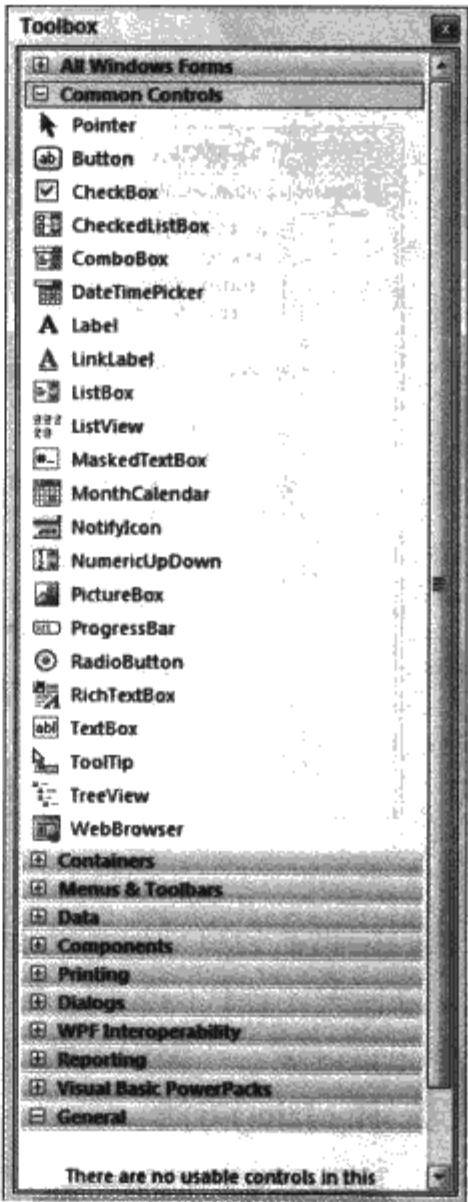 Toolbox
All Windows Forms
Common Controls
Pointer
Button
CheckBox
CheckedListBox
ComboBox
DateTimePicker
Label
LinkLabel
ListBox
ListView
MaskedTextBox
MonthCalendar
NotifyIcon
NumericUpDown
PictureBox
ProgressBar
RadioButton
RichTextBox
TextBox
ToolTip
TreeView
WebBrowser
Containers
Menus & Toolbars
Data
Components
Printing
Dialogs
WPF Interoperability
Reporting
Visual Basic PowerPacks
General
There are no usable controls in this